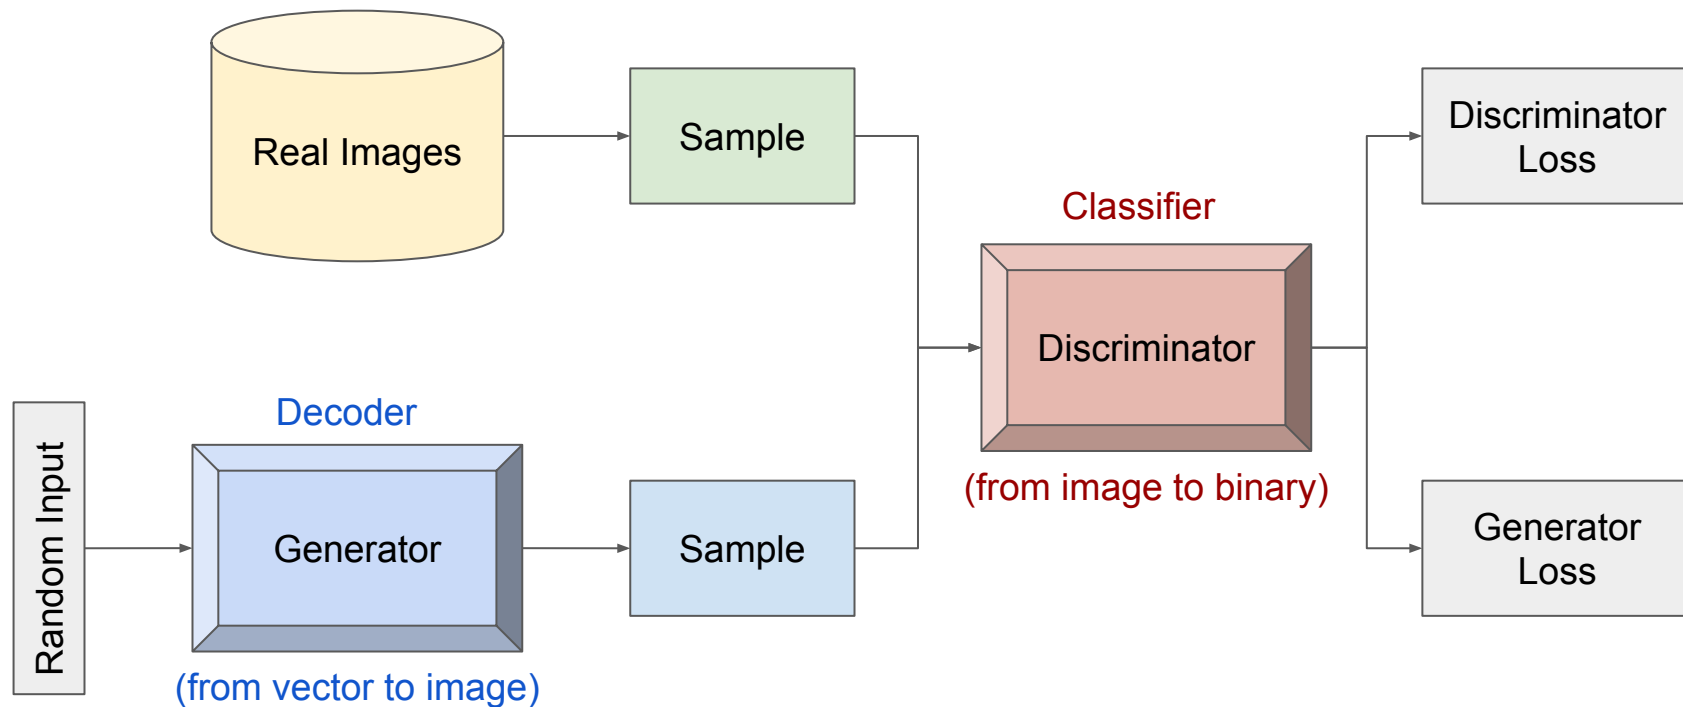 Real Images
Sample
Discriminator
Loss
Classifier
Discriminator
(from image to binary)
Random Input
Decoder
Generator
(from vector to image)
Sample
Generator
Loss